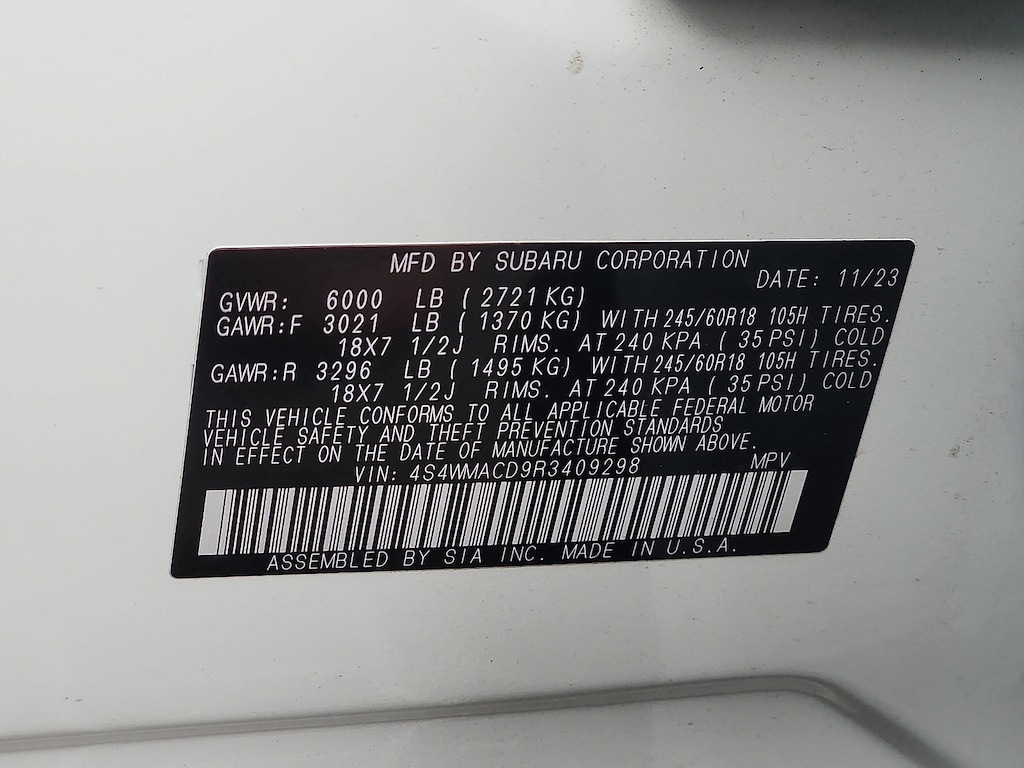 MFD BY SUBARU CORPORATION
DATE: 11/23
GVWR: 6000 LB (2721 KG)
GAWR:F 3021 LB (1370 KG) WITH 245/60R18 105H TIRES.
18X7 1/2J RIMS. AT 240 KPA (35 PSI) COLD
GAWR:R 3296 LB (1495 KG) WITH 245/60R18 105H TIRES.
18X7 1/2J RIMS. AT 240 KPA (35 PSI) COLD
THIS VEHICLE CONFORMS TO ALL APPLICABLE FEDERAL MOTOR
VEHICLE SAFETY AND THEFT PREVENTION STANDARDS
IN EFFECT ON THE DATE OF MANUFACTURE SHOWN ABOVE.
VIN: 4S4WMACD9R3409298 MPV
ASSEMBLED BY SIA INC. MADE IN U.S.A.